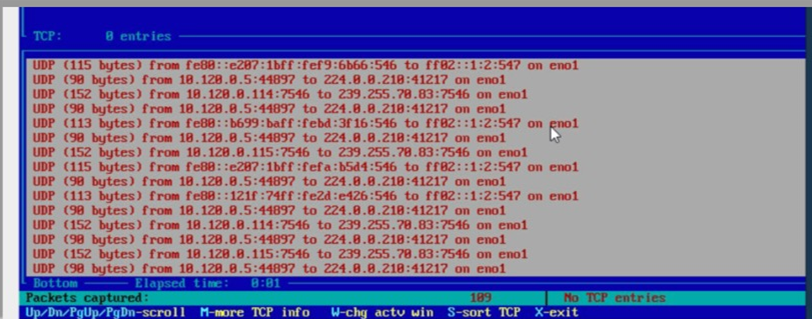 TCP: 0 entries
UDP (115 bytes) from fe80::e207:1bff:fef9:6b66:546 to ff02::1:2:547 on eno1
UDP (90 bytes) from 10.120.0.5:44897 to 224.0.0.210:41217 on eno1
UDP (152 bytes) from 10.120.0.114:7546 to 239.255.70.83:7546 on eno1
UDP (90 bytes) from 10.120.0.5:44897 to 224.0.0.210:41217 on eno1
UDP (113 bytes) from fe80::b699:baff:febd:3f16:546 to ff02::1:2:547 on eno1
UDP (90 bytes) from 10.120.0.5:44897 to 224.0.0.210:41217 on eno1
UDP (152 bytes) from 10.120.0.115:7546 to 239.255.70.83:7546 on eno1
UDP (115 bytes) from fe80::e207:1bff:fefa:b5d4:546 to ff02::1:2:547 on eno1
UDP (90 bytes) from 10.120.0.5:44897 to 224.0.0.210:41217 on eno1
UDP (113 bytes) from fe80::121f:74ff:fe2d:e426:546 to ff02::1:2:547 on eno1
UDP (90 bytes) from 10.120.0.5:44897 to 224.0.0.210:41217 on eno1
UDP (152 bytes) from 10.120.0.114:7546 to 239.255.70.83:7546 on eno1
UDP (90 bytes) from 10.120.0.5:44897 to 224.0.0.210:41217 on eno1
UDP (152 bytes) from 10.120.0.115:7546 to 239.255.70.83:7546 on eno1
UDP (90 bytes) from 10.120.0.5:44897 to 224.0.0.210:41217 on eno1
Bottom Elapsed time: 0:01
Packets captured: 109 No TCP entries
Up/Dn/PgUp/PgDn-scroll M-more TCP info W-chg actv win S-sort TCP X-exit